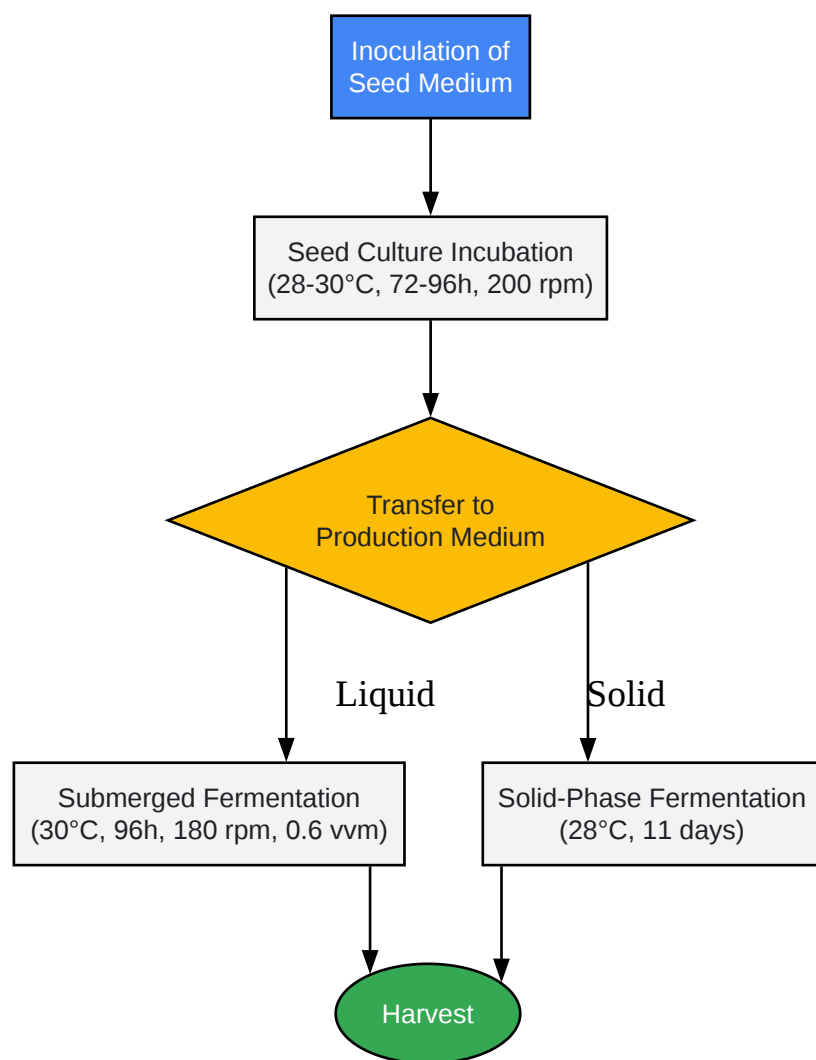 Inoculation of
Seed Medium
Seed Culture Incubation
(28-30°C, 72-96h, 200 rpm)
Transfer to
Production Medium
Liquid
Solid
Submerged Fermentation
(30°C, 96h, 180 rpm, 0.6 vvm)
Solid-Phase Fermentation
(28°C, 11 days)
Harvest